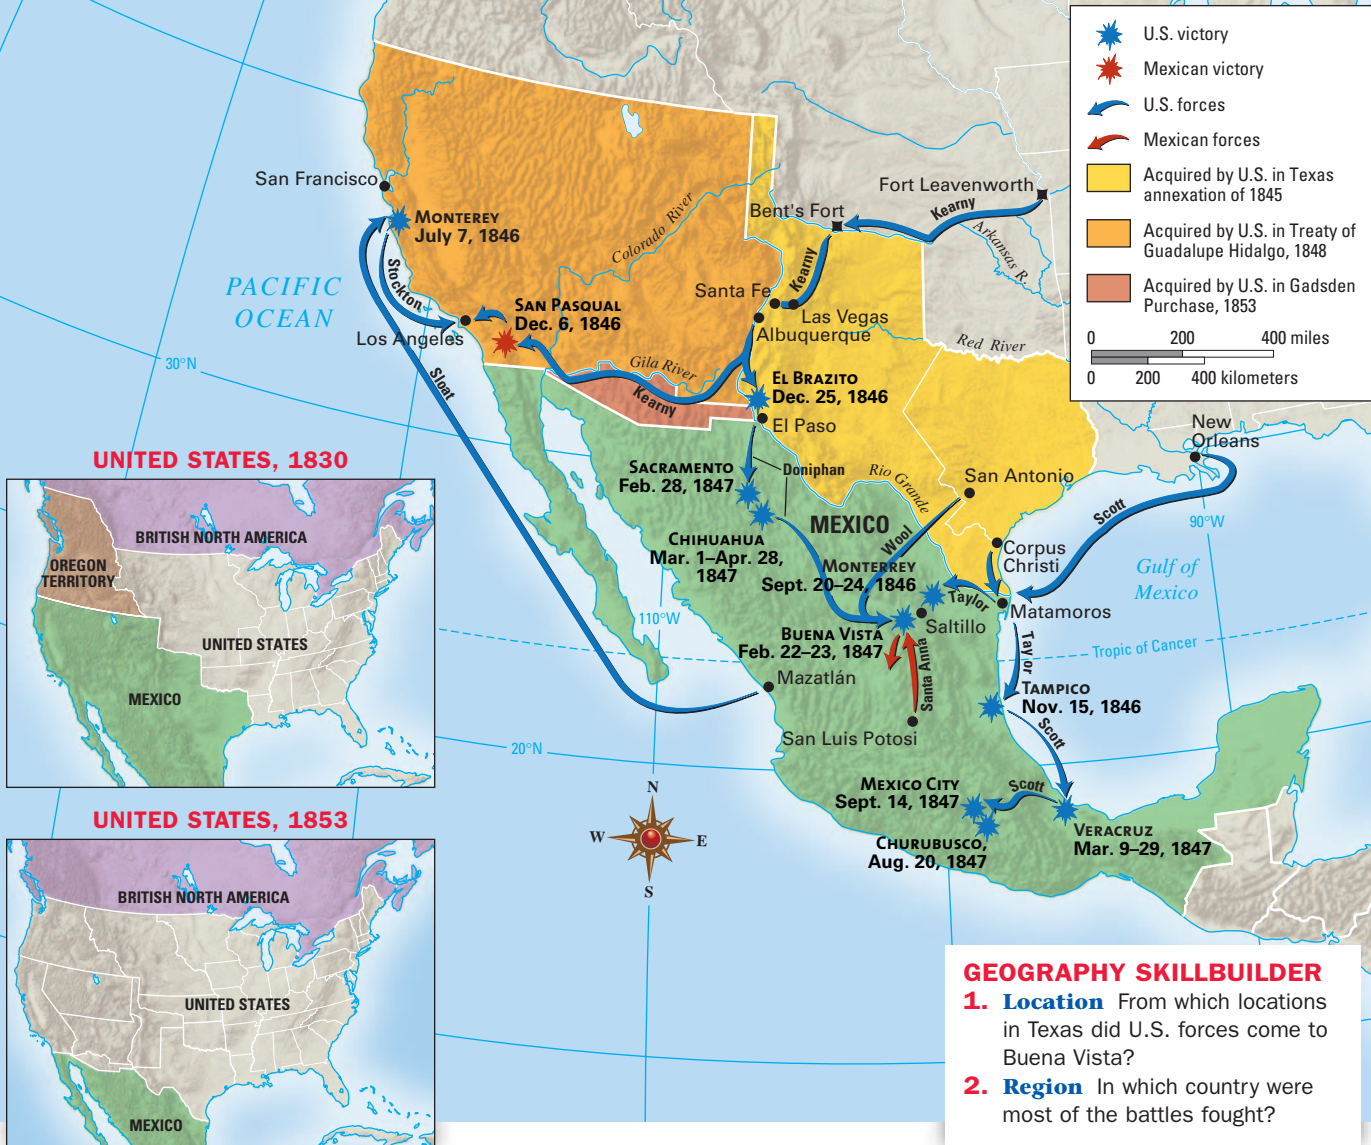 U.S. victory
Mexican victory
U.S. forces
Mexican forces
Acquired by U.S. in Texas
annexation of 1845
Acquired by U.S. in Treaty of
Guadalupe Hidalgo, 1848
Acquired by U.S. in Gadsden
Purchase, 1853
0 200 400 miles
0 200 400 kilometers
San Francisco
MONTEREY
July 7, 1846
PACIFIC
OCEAN
Stockton
Los Angeles
SAN PASQUAL
Dec. 6, 1846
Colorado River
Gila River
Kearny
Sloat
30°N
Fort Leavenworth
Kearny
Arkansas R.
Bent's Fort
Kearny
Santa Fe
Las Vegas
Albuquerque
Red River
EL BRAZITO
Dec. 25, 1846
El Paso
SACRAMENTO
Feb. 28, 1847
Doniphan
CHIHUAHUA
Mar. 1–Apr. 28,
1847
Rio Grande
San Antonio
MEXICO
Wool
Corpus
Christi
MONTERREY
Sept. 20–24, 1846
Taylor
Matamoros
Saltillo
BUENA VISTA
Feb. 22–23, 1847
Santa Anna
Mazatlán
San Luis Potosi
New
Orleans
Scott
90°W
Gulf of
Mexico
Tropic of Cancer
110°W
20°N
Taylor
TAMPICO
Nov. 15, 1846
Scott
MEXICO CITY
Sept. 14, 1847
Scott
CHURUBUSCO,
Aug. 20, 1847
VERACRUZ
Mar. 9–29, 1847
N
W E
S
UNITED STATES, 1830
BRITISH NORTH AMERICA
OREGON
TERRITORY
UNITED STATES
MEXICO
UNITED STATES, 1853
BRITISH NORTH AMERICA
UNITED STATES
MEXICO
GEOGRAPHY SKILLBUILDER
1. Location From which locations
in Texas did U.S. forces come to
Buena Vista?
2. Region In which country were
most of the battles fought?